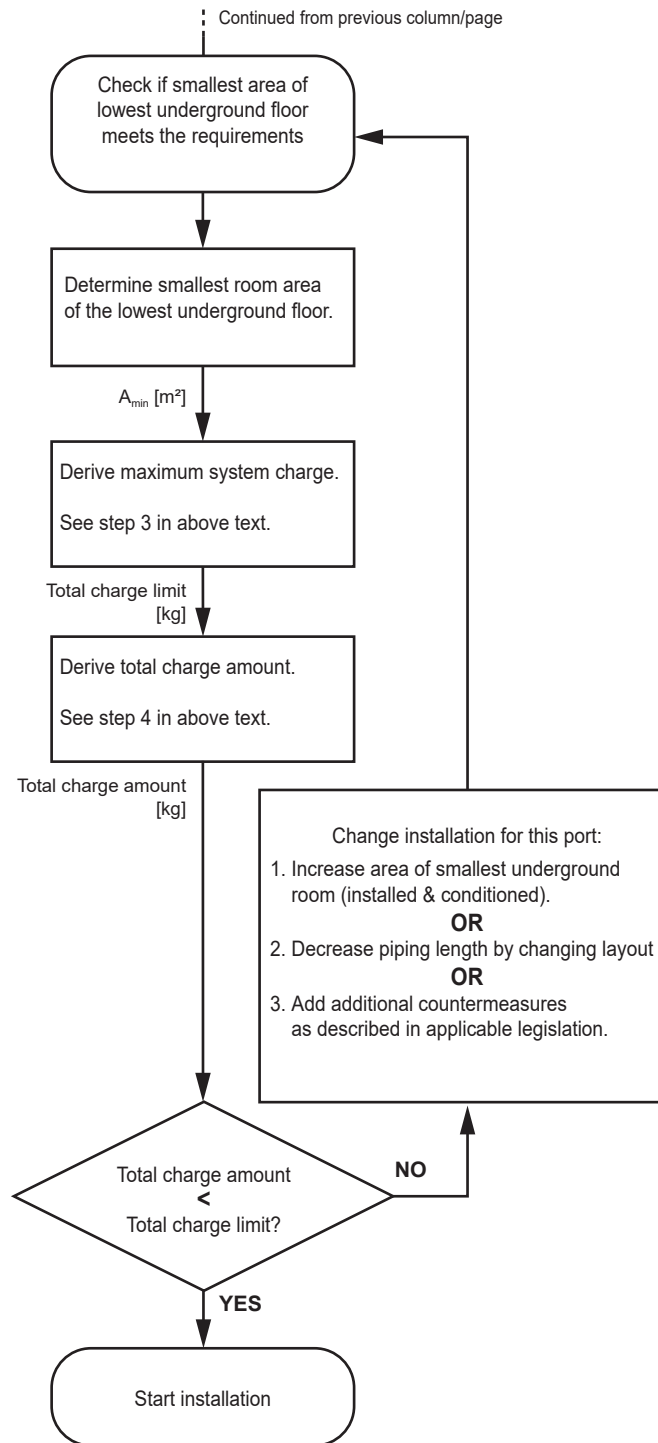 Continued from previous column/page
Check if smallest area of
lowest underground floor
meets the requirements
Determine smallest room area
of the lowest underground floor.
Amin [m²]
Derive maximum system charge.
See step 3 in above text.
Total charge limit
[kg]
Derive total charge amount.
See step 4 in above text.
Total charge amount
[kg]
Change installation for this port:
1. Increase area of smallest underground
room (installed & conditioned).
OR
2. Decrease piping length by changing layout
OR
3. Add additional countermeasures
as described in applicable legislation.
Total charge amount
<
Total charge limit?
NO
YES
Start installation